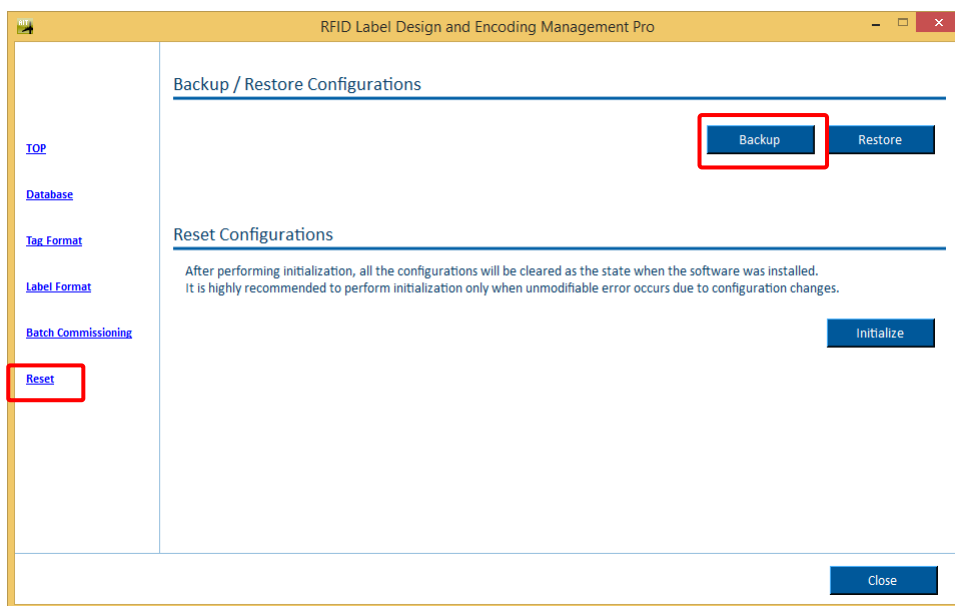 RFID Label Design and Encoding Management Pro
Backup / Restore Configurations
Backup
Restore
TOP
Database
Tag Format
Label Format
Batch Commissioning
Reset
Reset Configurations
After performing initialization, all the configurations will be cleared as the state when the software was installed.
It is highly recommended to perform initialization only when unmodifiable error occurs due to configuration changes.
Initialize
Close